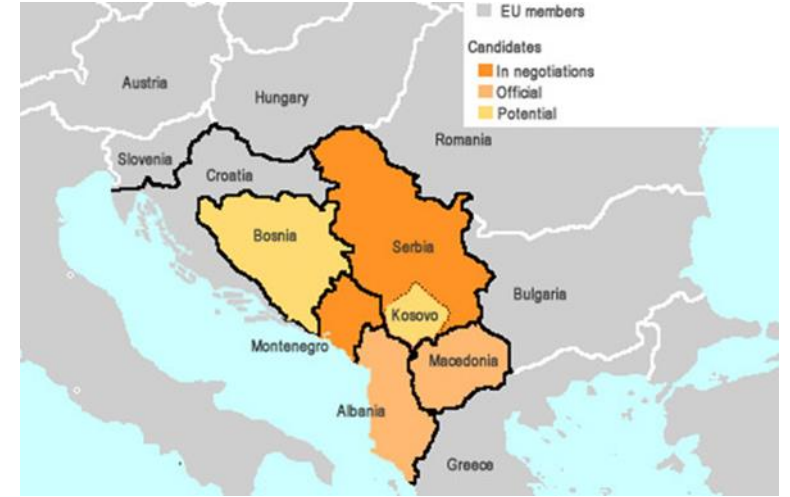 EU members
Candidates
In negotiations
Official
Potential
Austria
Hungary
Romania
Slovenia
Croatia
Bosnia
Serbia
Bulgaria
Kosovo
Montenegro
Macedonia
Albania
Greece